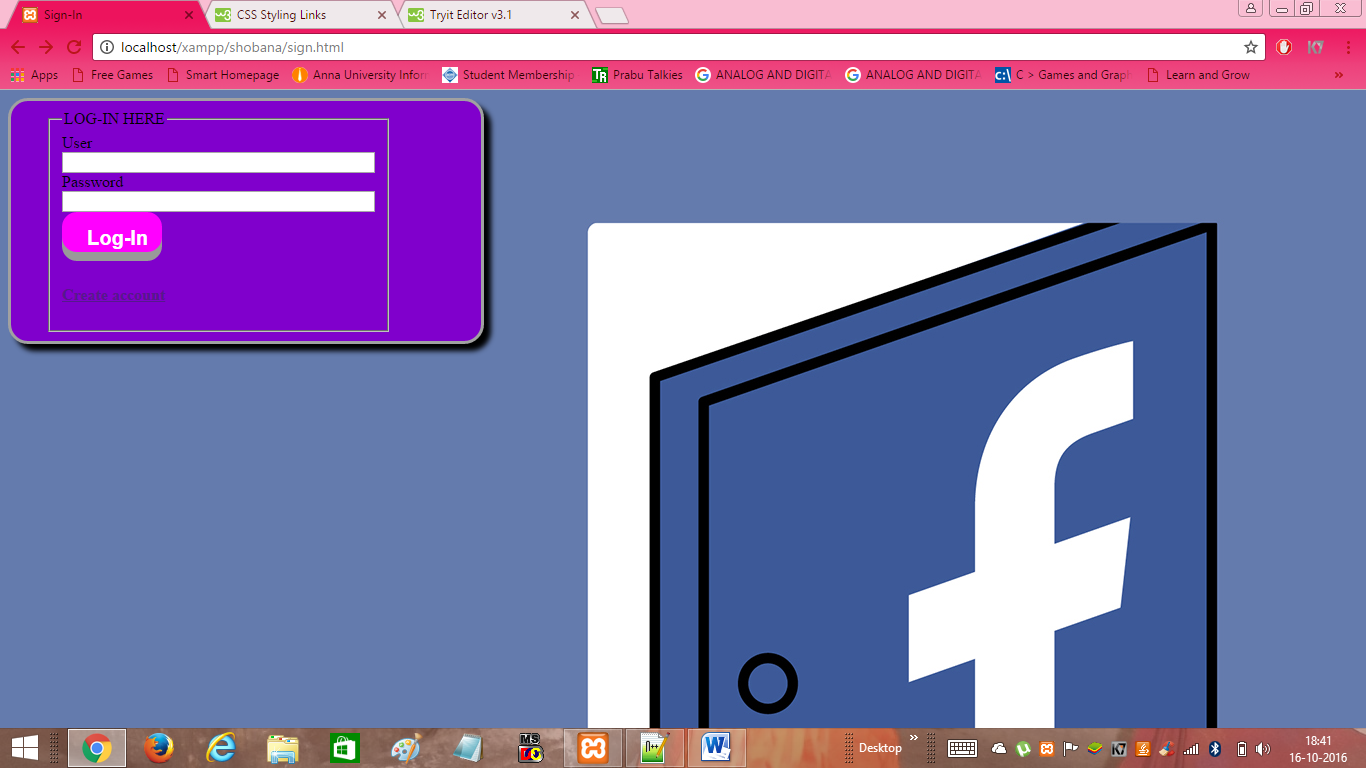 Sign-In
CSS Styling Links
Tryit Editor v3.1
localhost/xampp/shobana/sign.html
Apps
Free Games
Smart Homepage
Anna University Infor
Student Membership
Prabu Talkies
ANALOG AND DIGITA
ANALOG AND DIGITA
C > Games and Graph
Learn and Grow
»
LOG-IN HERE
User
Password
Log-In
Create account
f
Desktop
»
18:41
16-10-2016